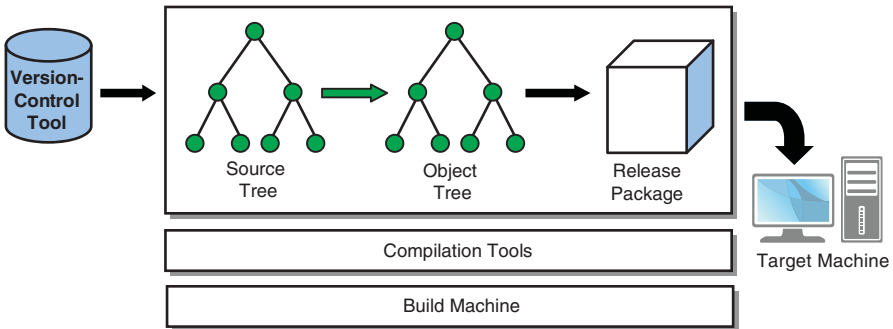 Version-
Control
Tool
Source
Tree
Object
Tree
Release
Package
Target Machine
Compilation Tools
Build Machine